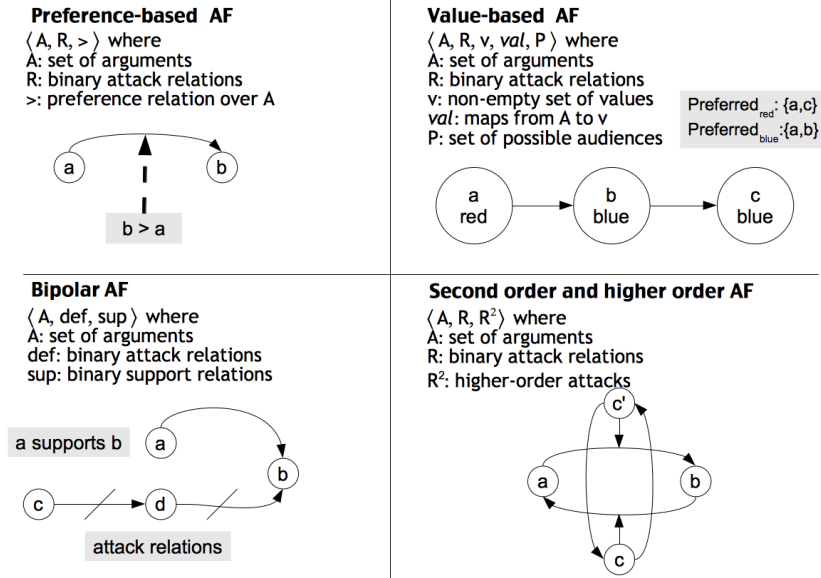 Preference-based AF
⟨ A, R, > ⟩ where
A: set of arguments
R: binary attack relations
>: preference relation over A
a
b
b > a
Value-based AF
⟨ A, R, v, val, P ⟩ where
A: set of arguments
R: binary attack relations
v: non-empty set of values
val: maps from A to v
P: set of possible audiences
Preferred_red: {a,c}
Preferred_blue:{a,b}
a
red
b
blue
c
blue
Bipolar AF
⟨ A, def, sup ⟩ where
A: set of arguments
def: binary attack relations
sup: binary support relations
a supports b
a
b
c
d
attack relations
Second order and higher order AF
⟨ A, R, R²⟩ where
A: set of arguments
R: binary attack relations
R²: higher-order attacks
c'
a
b
c